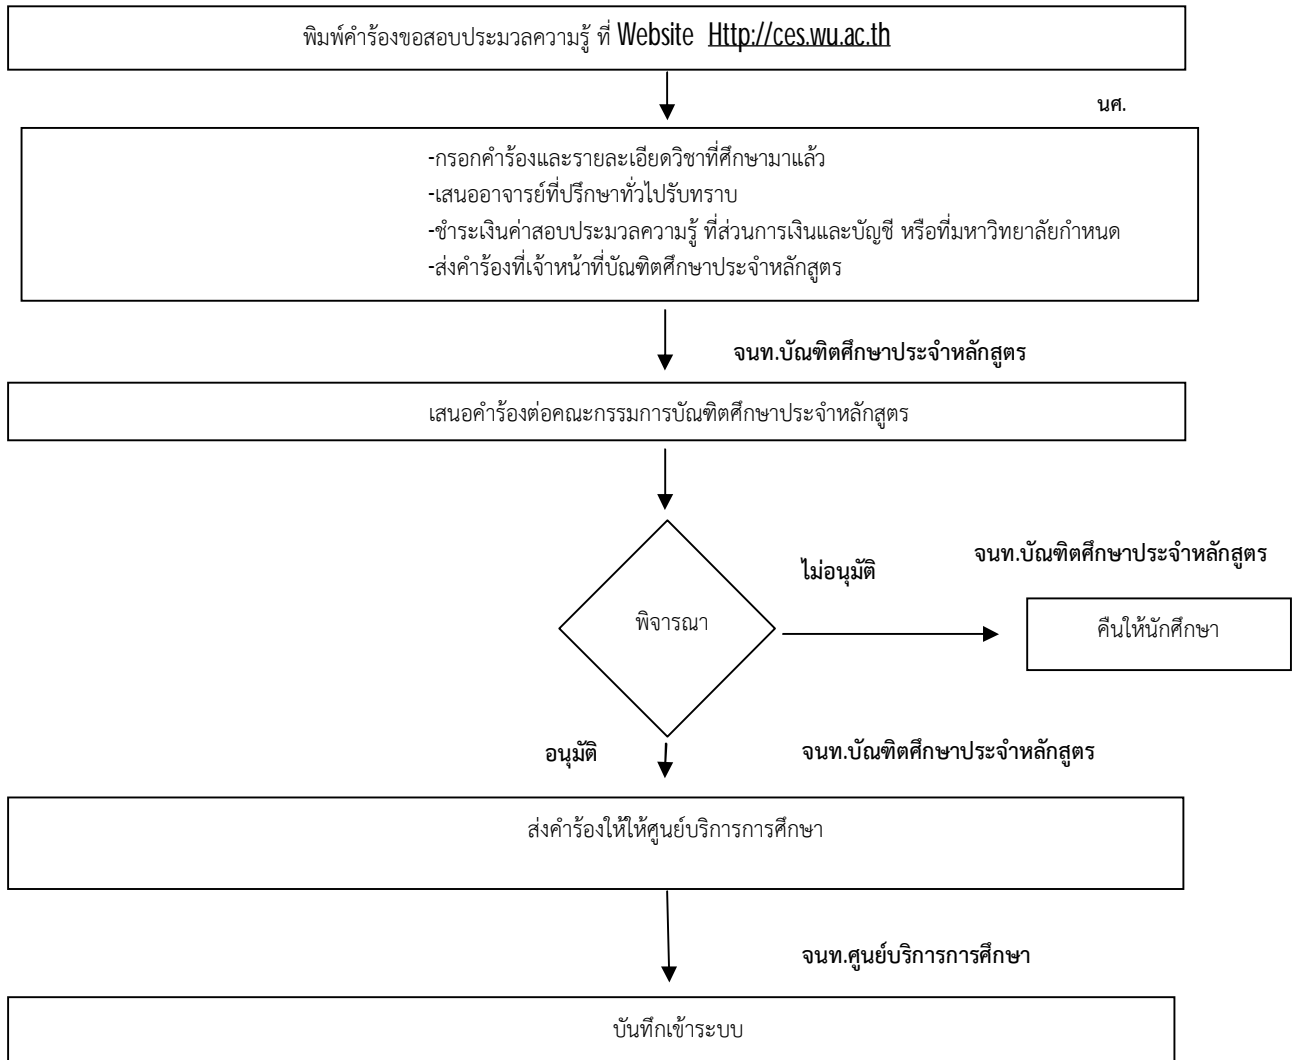 พิมพ์คำร้องขอสอบประมวลความรู้ ที่ Website Http://ces.wu.ac.th
นศ.
-กรอกคำร้องและรายละเอียดวิชาที่ศึกษามาแล้ว
-เสนออาจารย์ที่ปรึกษาทั่วไปรับทราบ
-ชำระเงินค่าสอบประมวลความรู้ ที่ส่วนการเงินและบัญชี หรือที่มหาวิทยาลัยกำหนด
-ส่งคำร้องที่เจ้าหน้าที่บัณฑิตศึกษาประจำหลักสูตร
จนท.บัณฑิตศึกษาประจำหลักสูตร
เสนอคำร้องต่อคณะกรรมการบัณฑิตศึกษาประจำหลักสูตร
จนท.บัณฑิตศึกษาประจำหลักสูตร
ไม่อนุมัติ
พิจารณา
คืนให้นักศึกษา
อนุมัติ
จนท.บัณฑิตศึกษาประจำหลักสูตร
ส่งคำร้องให้ให้ศูนย์บริการการศึกษา
จนท.ศูนย์บริการการศึกษา
บันทึกเข้าระบบ